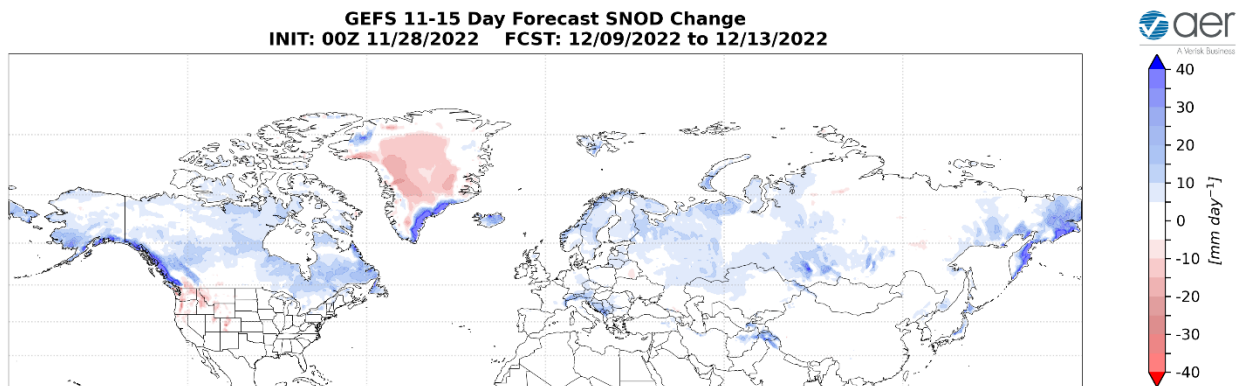 GEFS 11-15 Day Forecast SNOD Change
INIT: 00Z 11/28/2022 FCST: 12/09/2022 to 12/13/2022
aer
A Verisk Business
40
30
20
10
0
-10
-20
-30
-40
[mm day⁻¹]